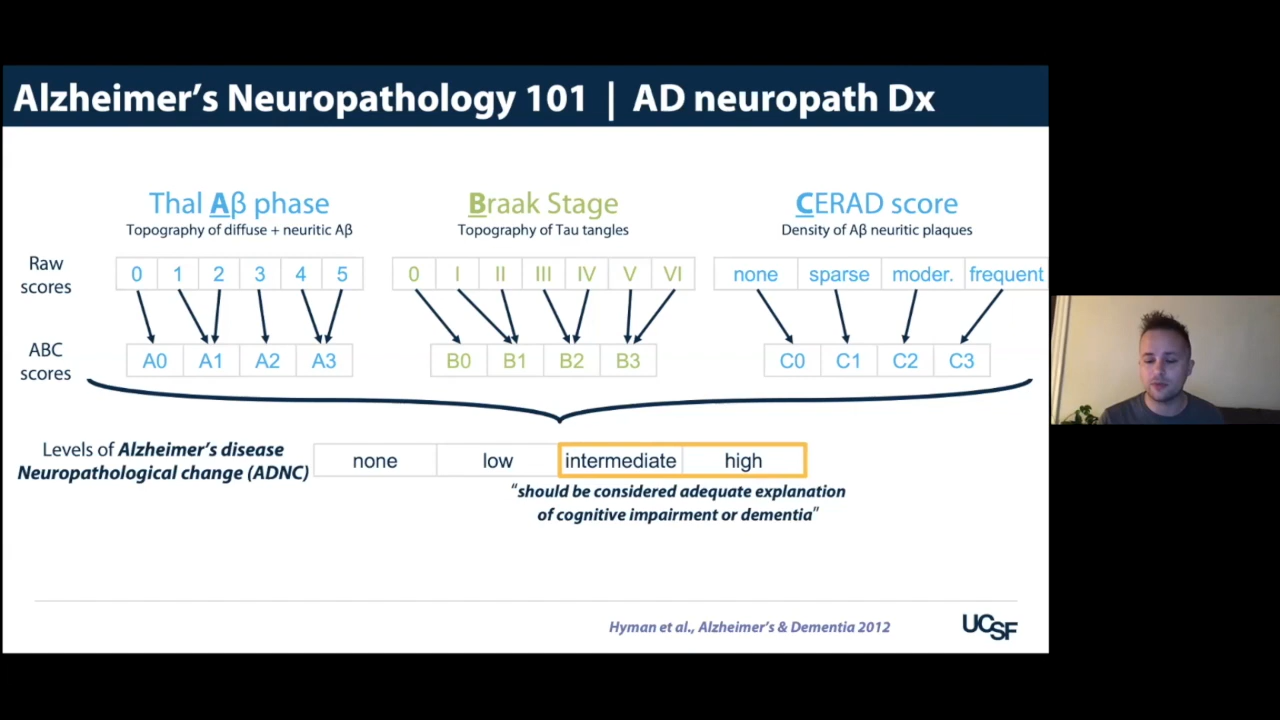 Alzheimer's Neuropathology 101 | AD neuropath Dx
Thal Aβ phase
Topography of diffuse + neuritic Aβ
Braak Stage
Topography of Tau tangles
CERAD score
Density of Aβ neuritic plaques
Raw scores
0 1 2 3 4 5
0 I II III IV V VI
none sparse moder. frequent
ABC scores
A0 A1 A2 A3
B0 B1 B2 B3
C0 C1 C2 C3
Levels of Alzheimer's disease
Neuropathological change (ADNC)
none low intermediate high
"should be considered adequate explanation
of cognitive impairment or dementia"
Hyman et al., Alzheimer's & Dementia 2012
UCSF